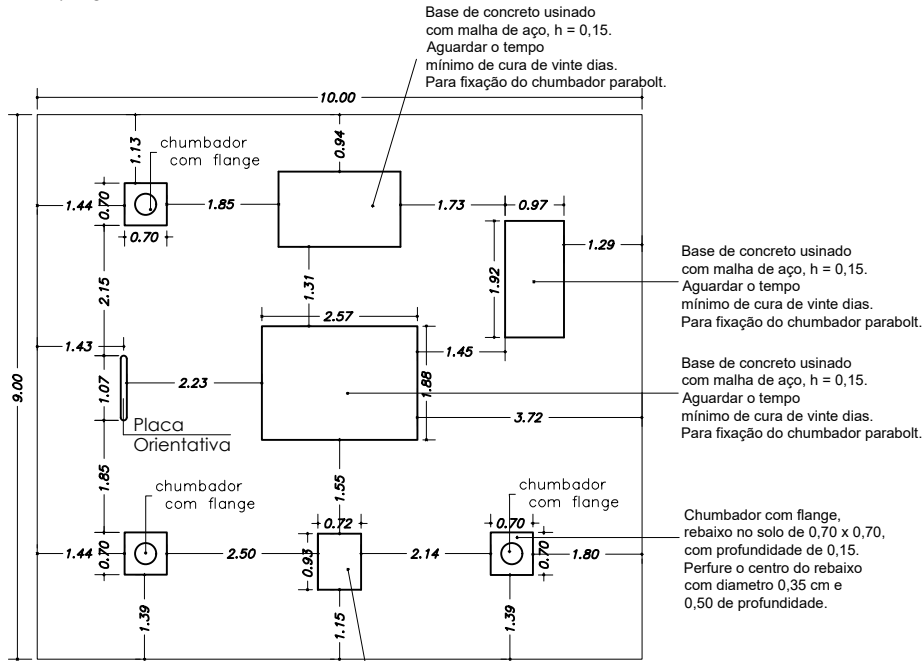 Base de concreto usinado
com malha de aço, h = 0,15.
Aguardar o tempo
mínimo de cura de vinte dias.
Para fixação do chumbador parabolt.
10.00
1.13
chumbador
com flange
0.94
1.44
0.70
1.85
1.73
0.97
0.70
1.29
2.15
1.31
1.92
Base de concreto usinado
com malha de aço, h = 0,15.
Aguardar o tempo
mínimo de cura de vinte dias.
Para fixação do chumbador parabolt.
2.57
1.43
1.45
9.00
1.07
2.23
1.88
Base de concreto usinado
com malha de aço, h = 0,15.
Aguardar o tempo
mínimo de cura de vinte dias.
Para fixação do chumbador parabolt.
3.72
Placa
Orientativa
1.85
1.55
chumbador
com flange
chumbador
com flange
0.72
0.70
1.44
0.70
2.50
0.93
2.14
0.70
1.80
Chumbador com flange,
rebaixo no solo de 0,70 x 0,70,
com profundidade de 0,15.
Perfure o centro do rebaixo
com diametro 0,35 cm e
0,50 de profundidade.
1.39
1.15
1.39